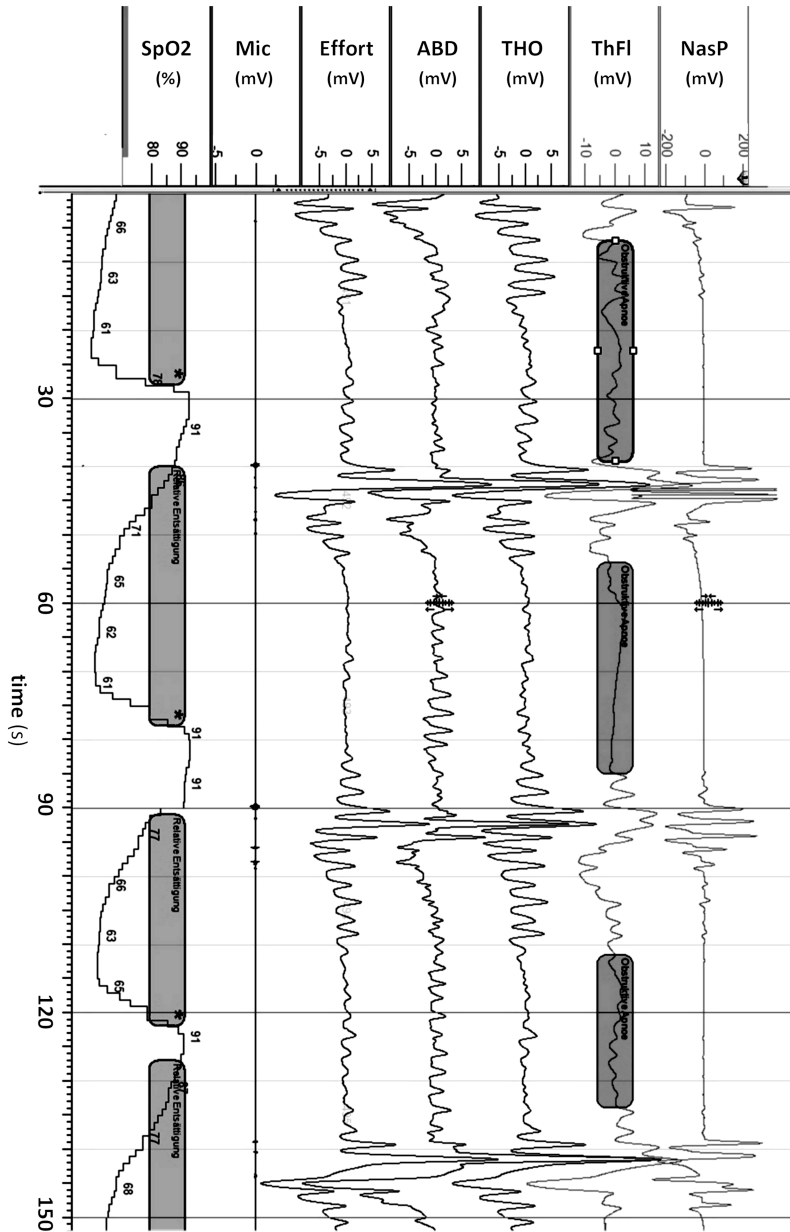 SpO2 Mic Effort ABD THO ThFl NasP
(%) (mV) (mV) (mV) (mV) (mV) (mV)
80 90 -5 0 -5 0 5 -5 0 5 -5 0 5 -10 0 10 -200 0 200
Obstruktive Apnoe
Obstruktive Apnoe
Obstruktive Apnoe
* Relative Entsättigung * Relative Entsättigung * Relative Entsättigung
66 63 61 78 91 71 65 62 61 91 91 77 66 63 65 91 87 77 68
30 60 90 120 150
time (s)